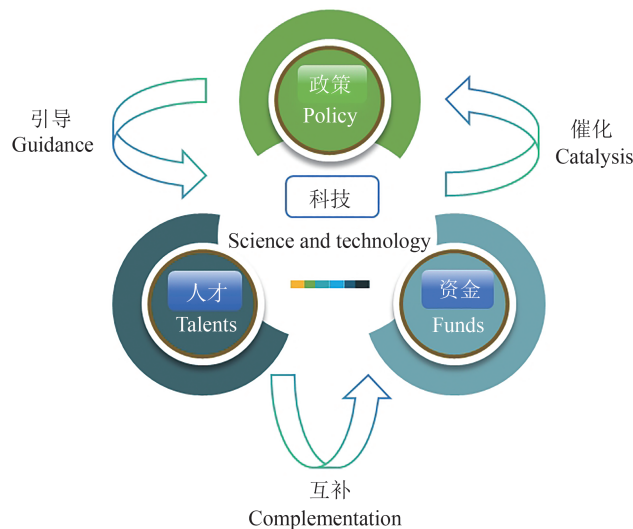 政策
Policy
引导
Guidance
催化
Catalysis
科技
Science and technology
人才
Talents
资金
Funds
互补
Complementation